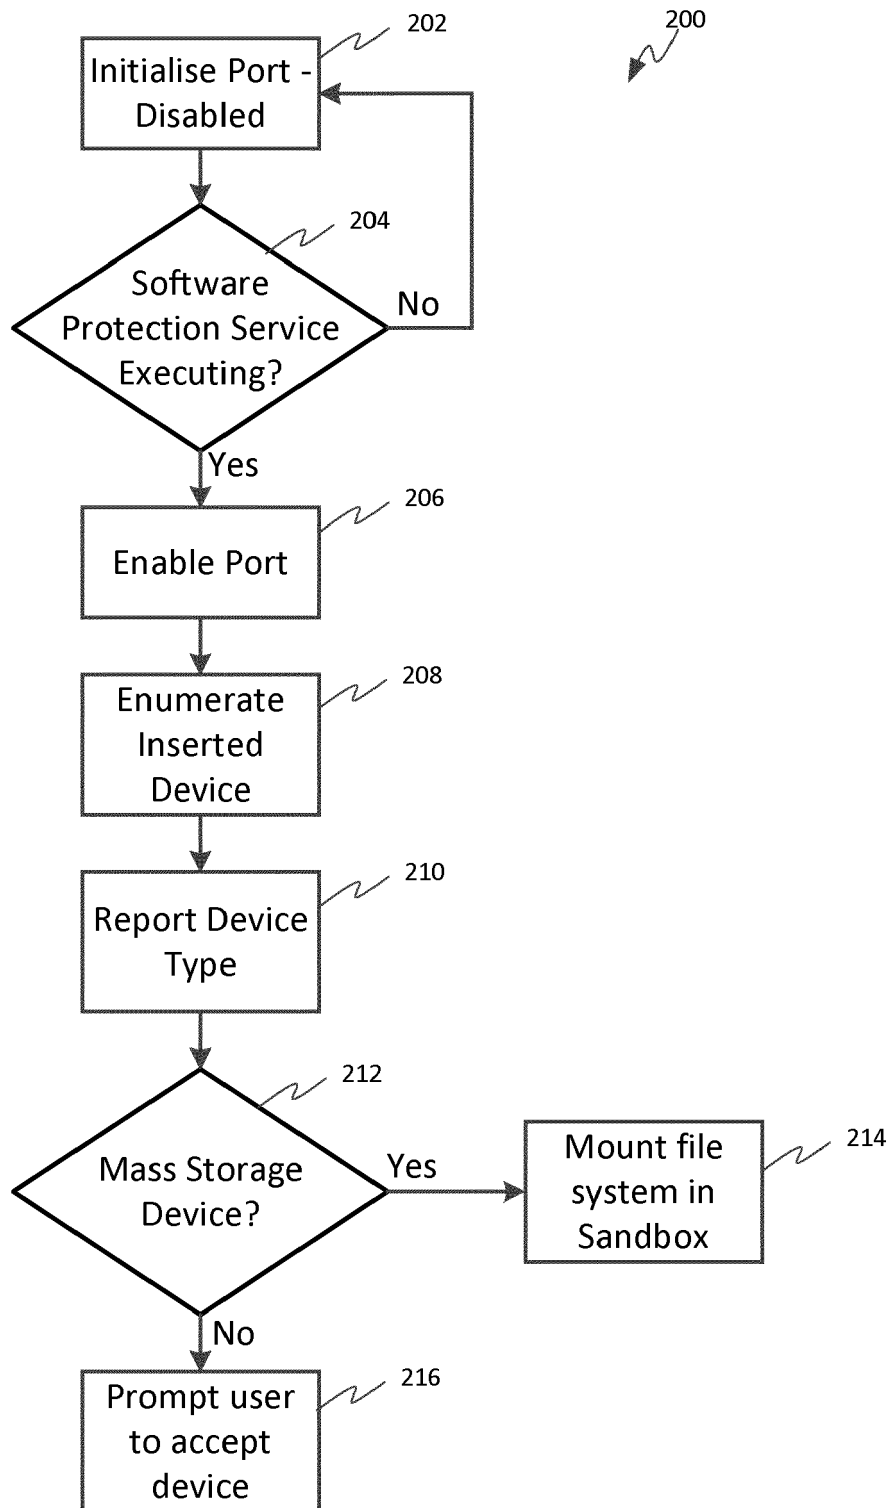 202
200
Initialise Port -
Disabled
204
Software
Protection Service
Executing?
No
Yes
206
Enable Port
208
Enumerate
Inserted
Device
210
Report Device
Type
212
Mass Storage
Device?
Yes
214
Mount file
system in
Sandbox
No
216
Prompt user
to accept
device